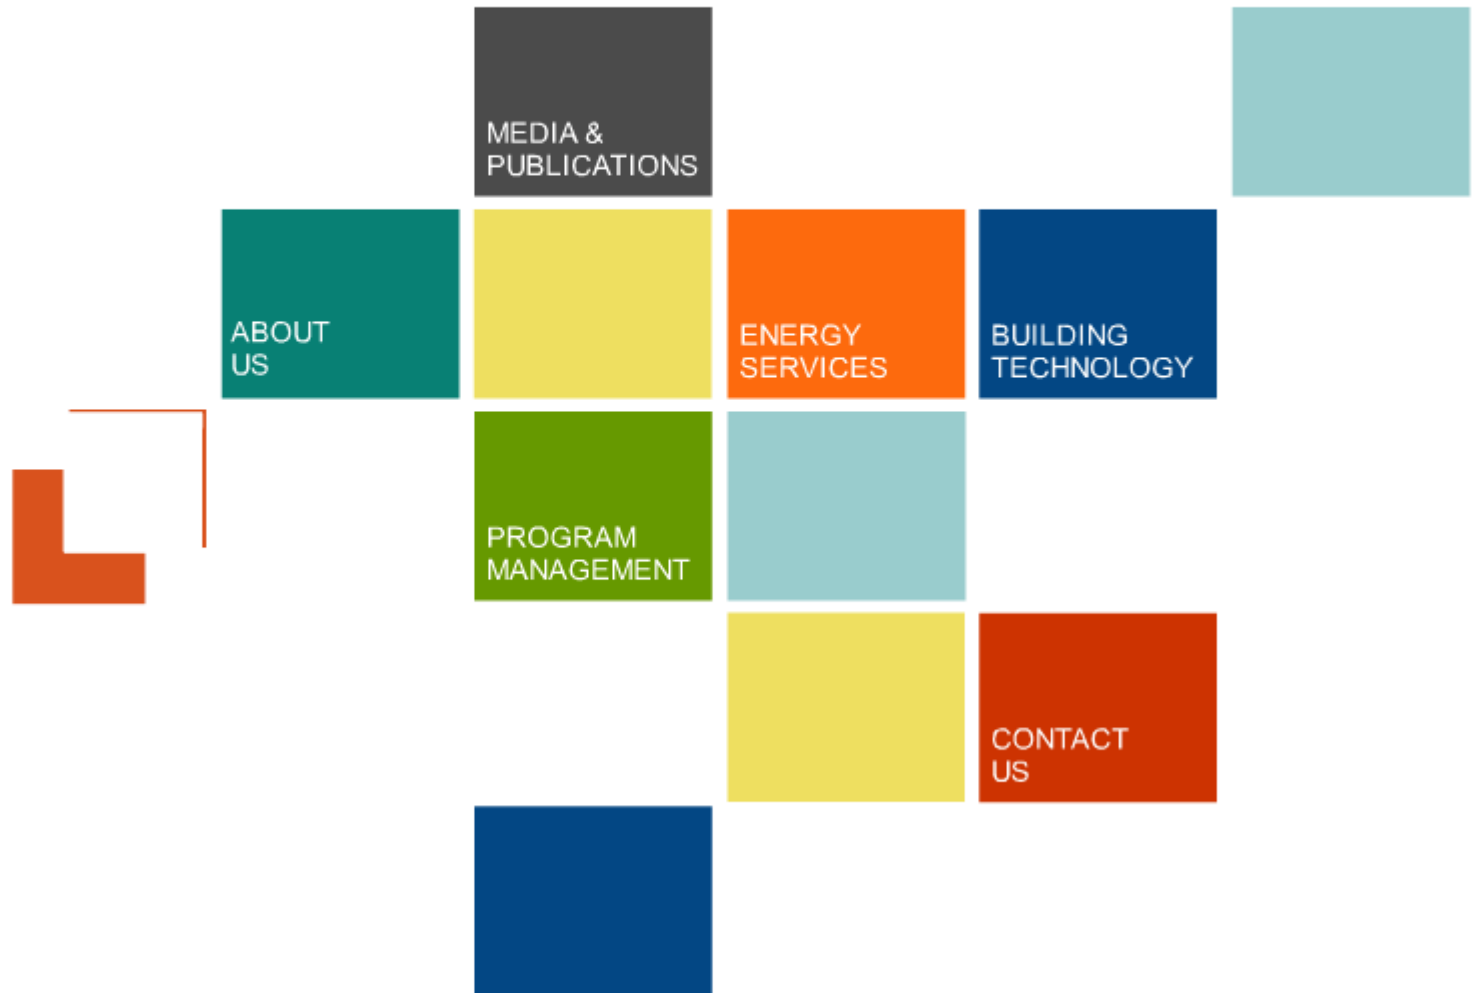 MEDIA &
PUBLICATIONS
ABOUT
US
ENERGY
SERVICES
BUILDING
TECHNOLOGY
PROGRAM
MANAGEMENT
CONTACT
US